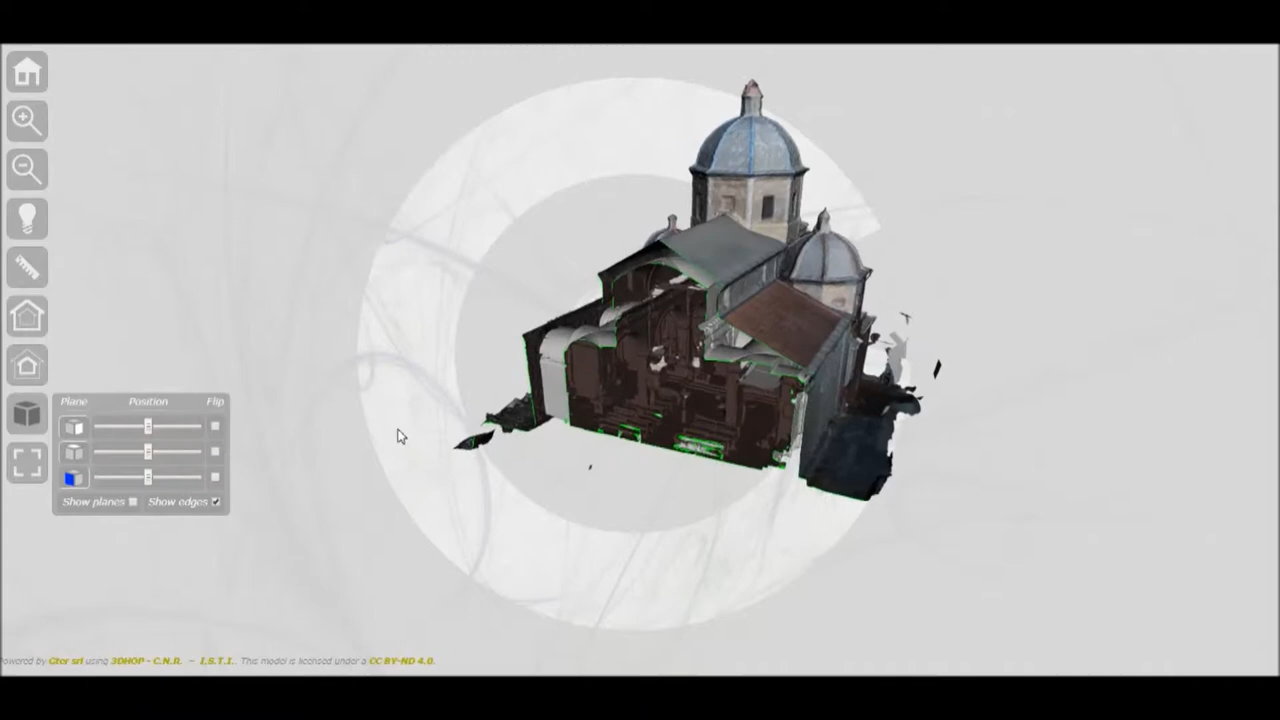 Plane Position Flip
Show planes Show edges
Powered by Gter srl using 3DHOP - C.N.R. - I.S.T.I.. This model is licensed under a CC BY-ND 4.0.